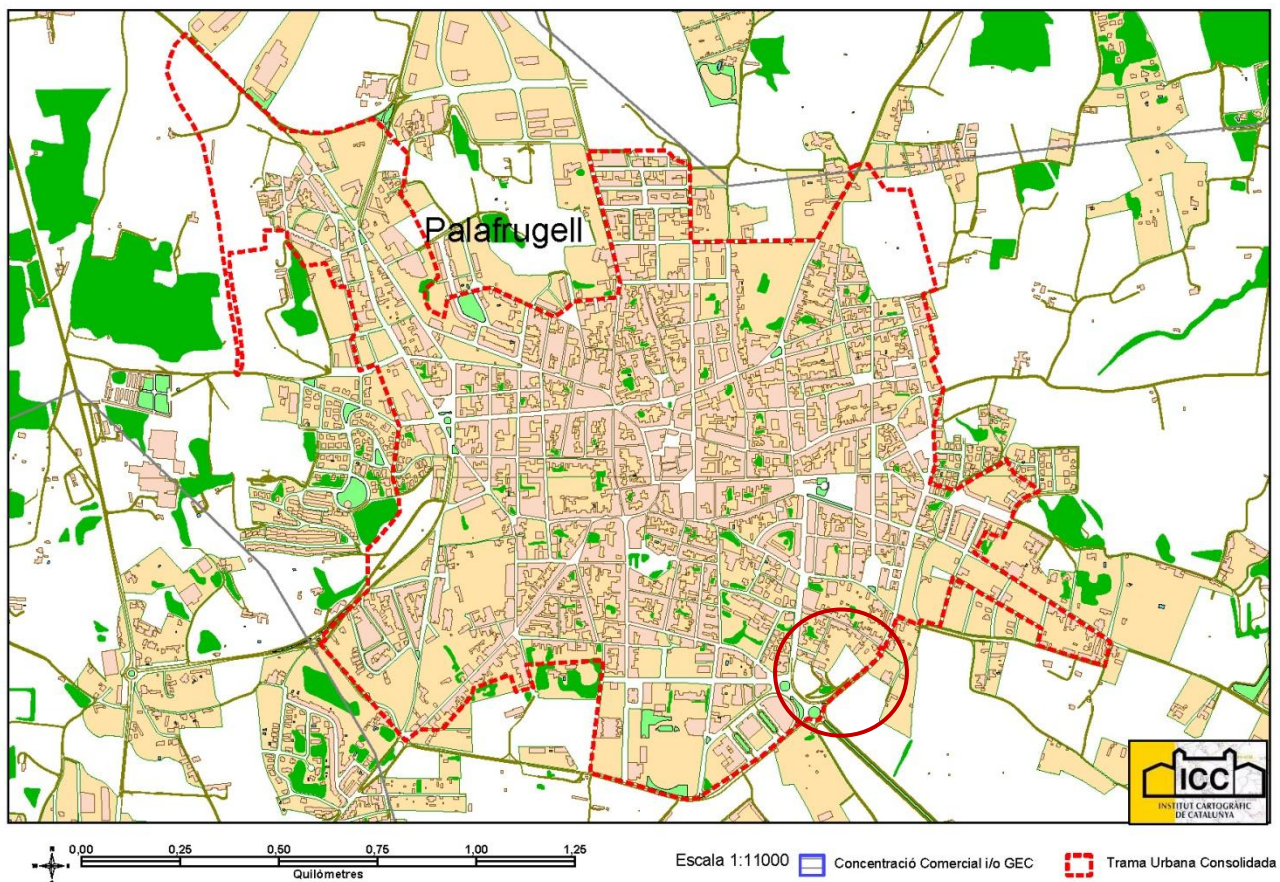 Palafrugell
ICC
INSTITUT CARTOGRÀFIC
DE CATALUNYA
0,00 0,25 0,50 0,75 1,00 1,25
Quilómetres
Escala 1:11000
Concentració Comercial i/o GEC
Trama Urbana Consolidada